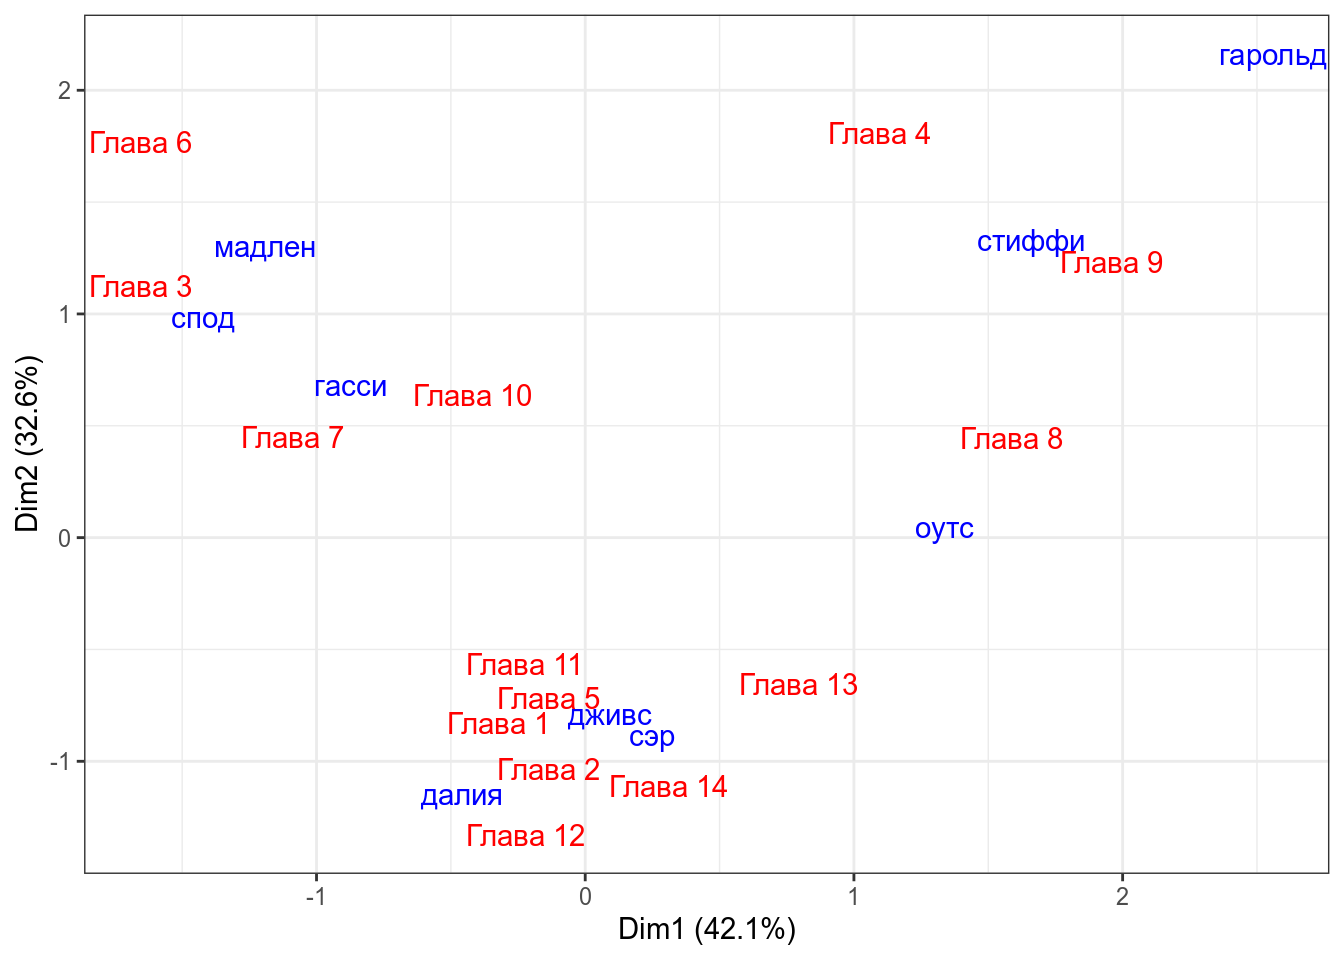 гарольд
2
Глава 4
Глава 6
стиффи
мадлен
Глава 9
Глава 3
1
спод
гасси
Глава 10
Глава 7
Глава 8
Dim2 (32.6%)
оутс
0
Глава 11
Глава 13
Глава 5
дживс
Глава 1
сэр
-1
Глава 2
Глава 14
далия
Глава 12
-1
0
1
2
Dim1 (42.1%)